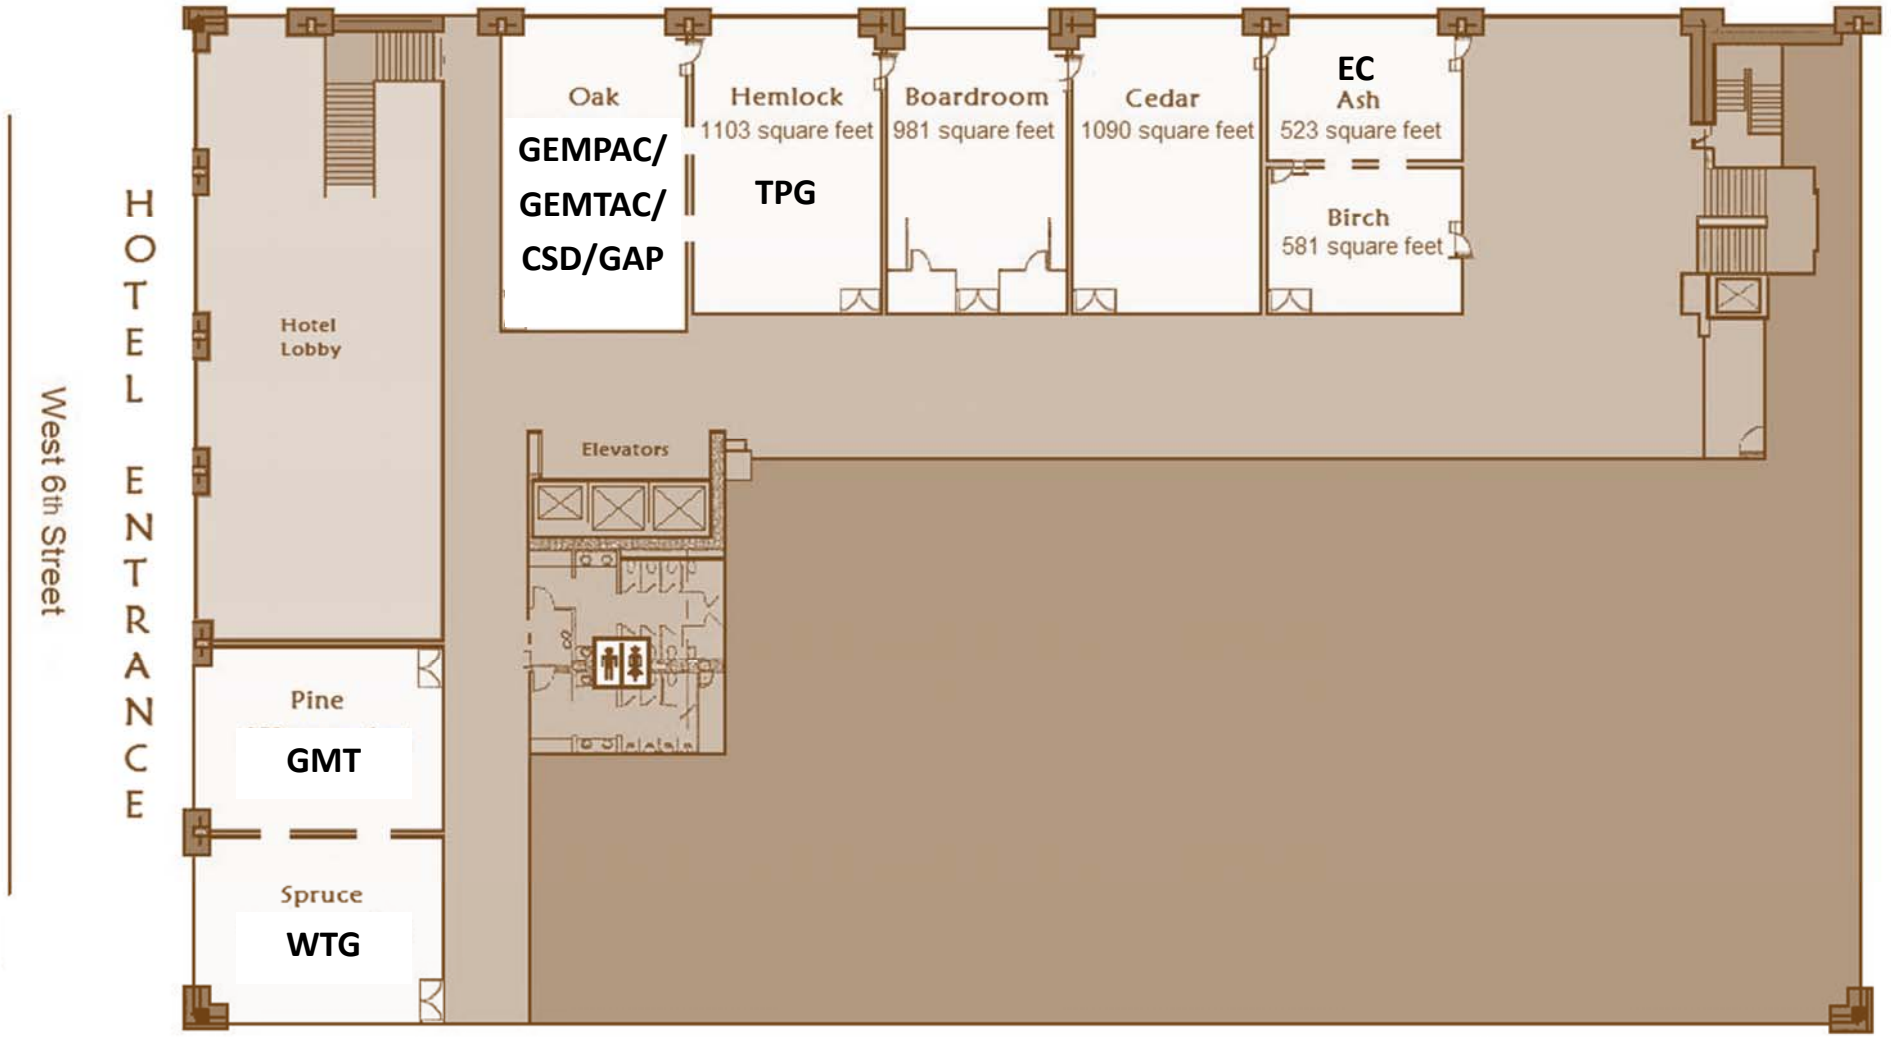 West 6th Street
HOTEL ENTRANCE
Hotel
Lobby
Oak
GEMPAC/
GEMTAC/
CSD/GAP
Hemlock
1103 square feet
TPG
Boardroom
981 square feet
Cedar
1090 square feet
EC
Ash
523 square feet
Birch
581 square feet
Elevators
Pine
GMT
Spruce
WTG